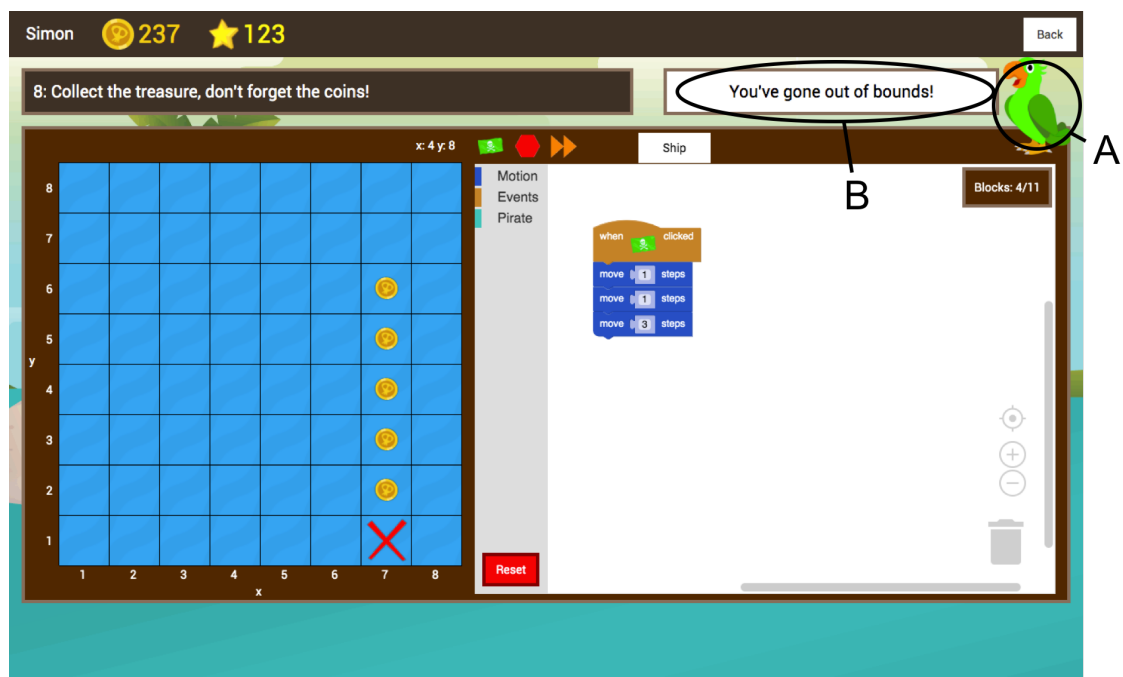 Simon 237 123 Back
8: Collect the treasure, don't forget the coins!
You've gone out of bounds!
A
B
x: 4 y: 8
Ship
Motion
Events
Pirate
Blocks: 4/11
when clicked
move 1 steps
move 1 steps
move 3 steps
Reset
8
7
6
5
y
4
3
2
1
1 2 3 4 5 6 7 8
x